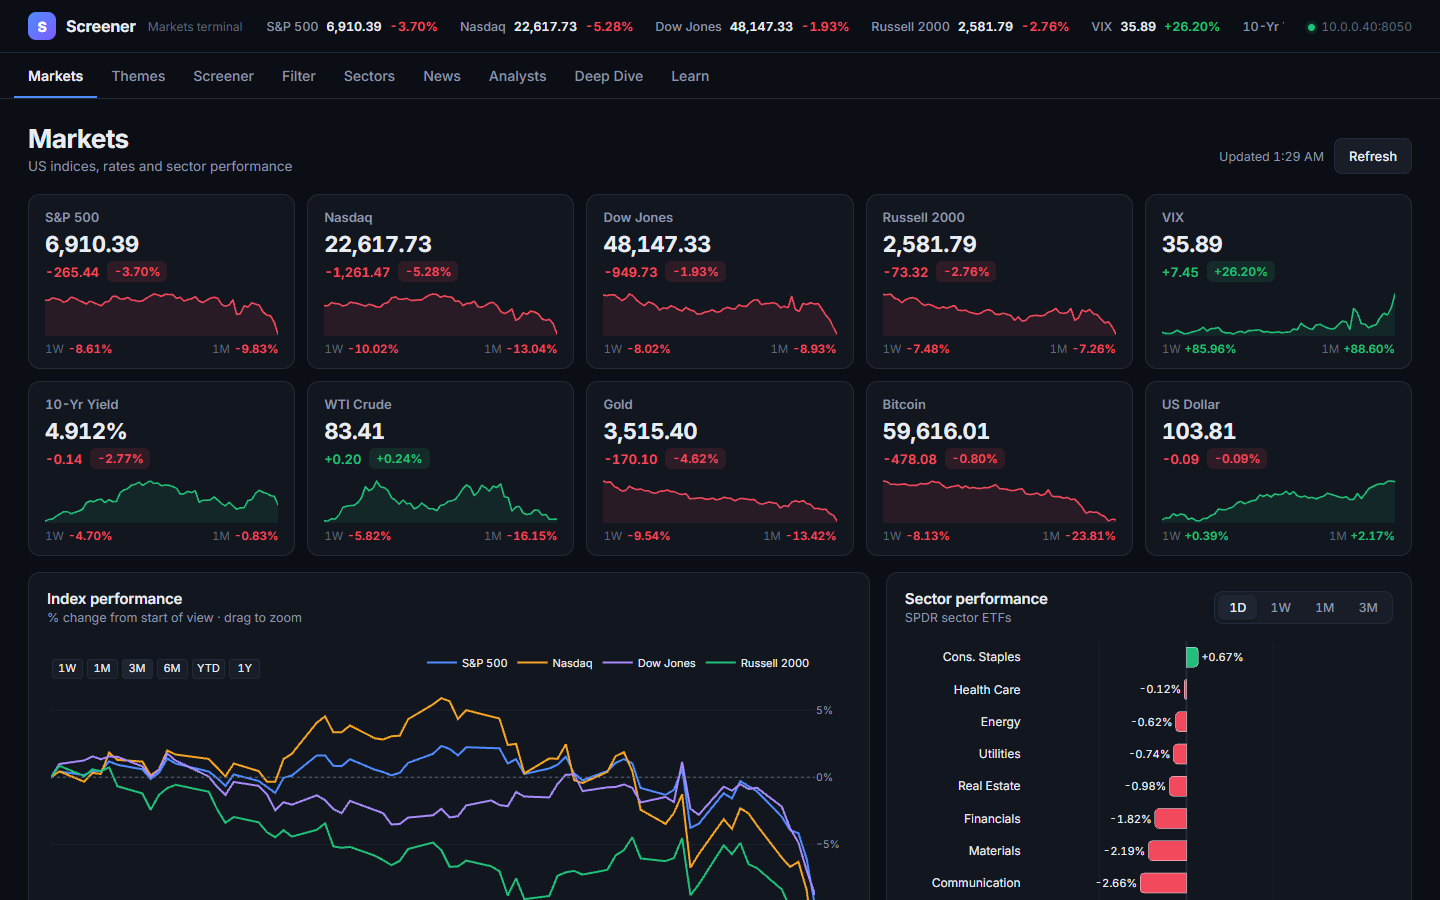 S Screener Markets terminal S&P 500 6,910.39 -3.70% Nasdaq 22,617.73 -5.28% Dow Jones 48,147.33 -1.93% Russell 2000 2,581.79 -2.76% VIX 35.89 +26.20% 10-Yr 10.0.0.40:8050
Markets Themes Screener Filter Sectors News Analysts Deep Dive Learn
Markets
US indices, rates and sector performance
Updated 1:29 AM Refresh
S&P 500
6,910.39
-265.44 -3.70%
1W -8.61% 1M -9.83%
Nasdaq
22,617.73
-1,261.47 -5.28%
1W -10.02% 1M -13.04%
Dow Jones
48,147.33
-949.73 -1.93%
1W -8.02% 1M -8.93%
Russell 2000
2,581.79
-73.32 -2.76%
1W -7.48% 1M -7.26%
VIX
35.89
+7.45 +26.20%
1W +85.96% 1M +88.60%
10-Yr Yield
4.912%
-0.14 -2.77%
1W -4.70% 1M -0.83%
WTI Crude
83.41
+0.20 +0.24%
1W -5.82% 1M -16.15%
Gold
3,515.40
-170.10 -4.62%
1W -9.54% 1M -13.42%
Bitcoin
59,616.01
-478.08 -0.80%
1W -8.13% 1M -23.81%
US Dollar
103.81
-0.09 -0.09%
1W +0.39% 1M +2.17%
Index performance
% change from start of view · drag to zoom
1W 1M 3M 6M YTD 1Y
S&P 500 Nasdaq Dow Jones Russell 2000
5%
0%
−5%
Sector performance
SPDR sector ETFs
1D 1W 1M 3M
Cons. Staples +0.67%
Health Care -0.12%
Energy -0.62%
Utilities -0.74%
Real Estate -0.98%
Financials -1.82%
Materials -2.19%
Communication -2.66%